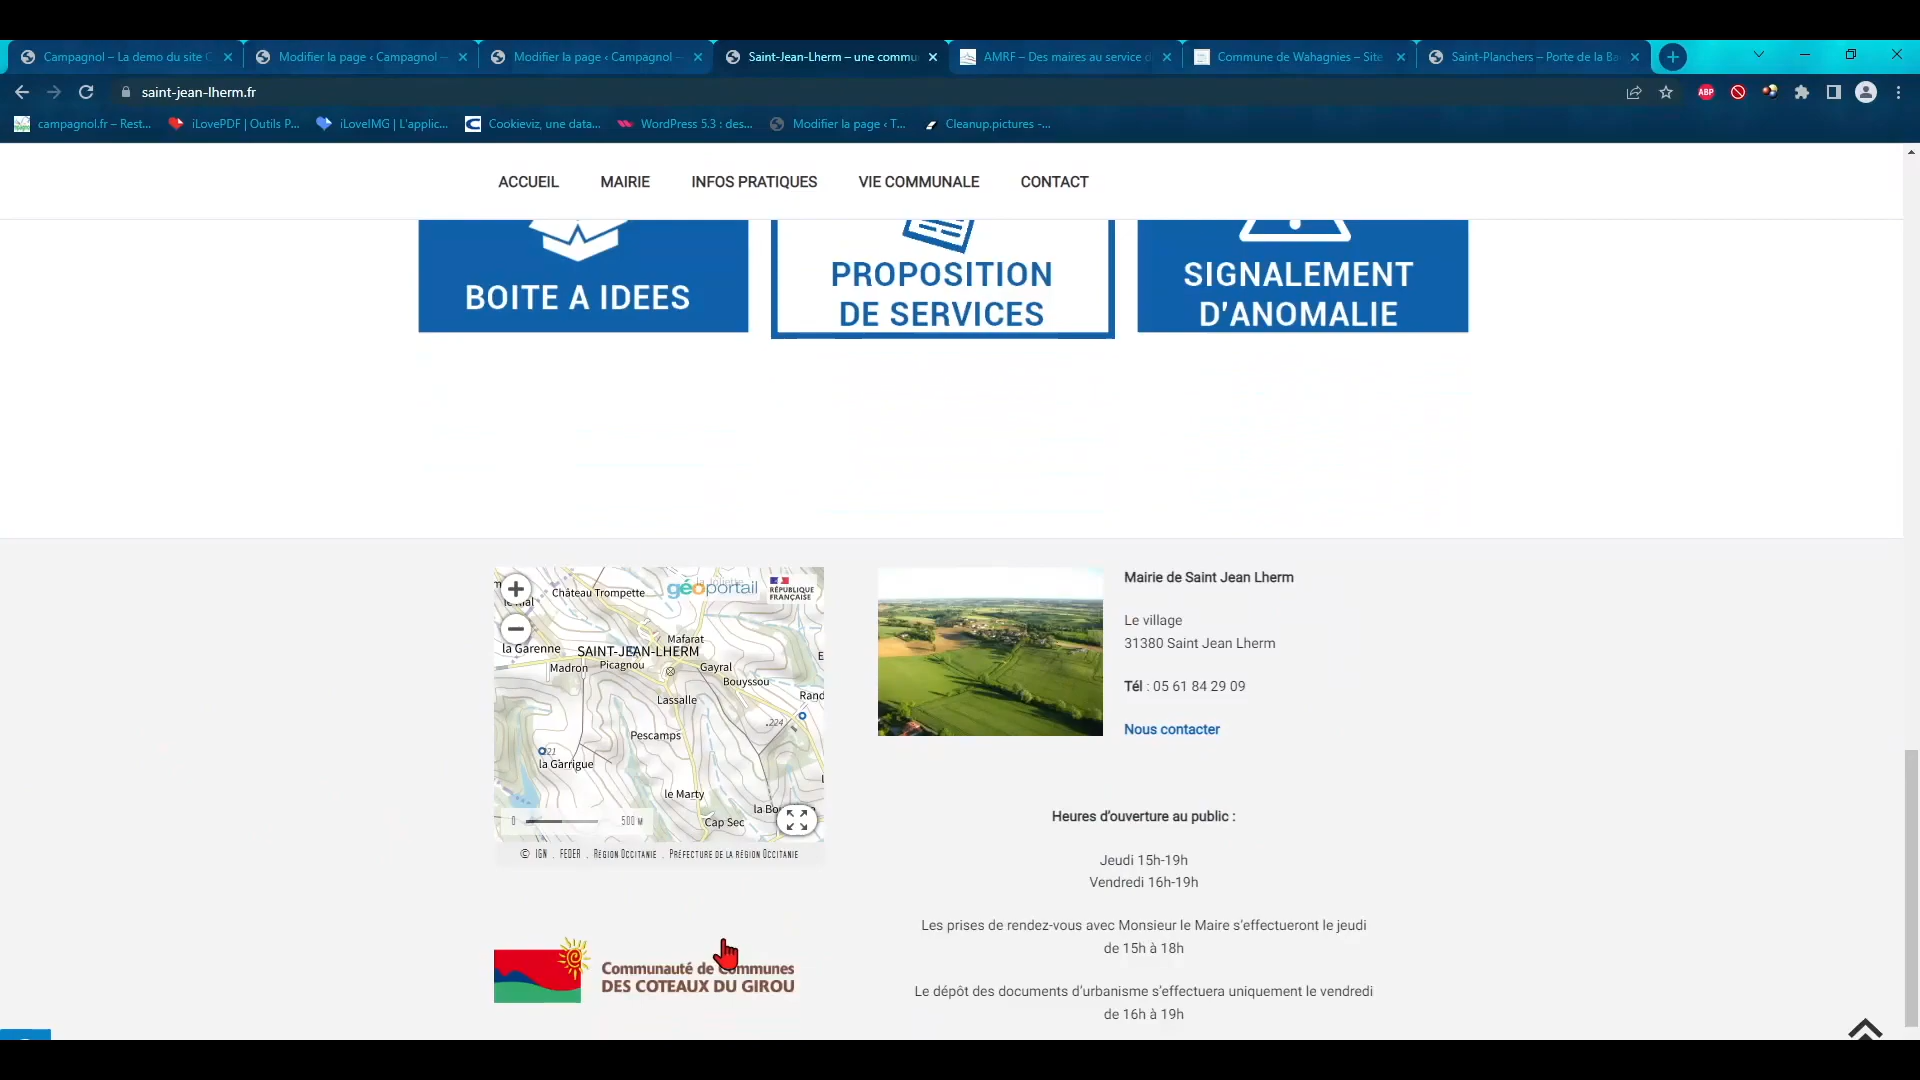 Campagnol – La demo du site C
Modifier la page ‹ Campagnol –
Modifier la page ‹ Campagnol –
Saint-Jean-Lherm – une commu
AMRF – Des maires au service d
Commune de Wahagnies – Site
Saint-Planchers – Porte de la Ba
saint-jean-lherm.fr
ABP
campagnol.fr – Rest...
iLovePDF | Outils P...
iLoveIMG | L'applic...
Cookieviz, une data...
WordPress 5.3 : des...
Modifier la page ‹ T...
Cleanup.pictures -...
ACCUEIL
MAIRIE
INFOS PRATIQUES
VIE COMMUNALE
CONTACT
BOITE A IDEES
PROPOSITION
DE SERVICES
SIGNALEMENT
D'ANOMALIE
Château Trompette
géoportail
RÉPUBLIQUE
FRANÇAISE
la Garenne
Mafarat
SAINT-JEAN-LHERM
Madron
Picagnou
Gayral
Bouyssou
Rand
Lassalle
.224
Pescamps
la Garrigue
le Marty
la Bo
Cap Sec
0
500 m
© IGN . FEDER . Région Occitanie . Préfecture de la région Occitanie
Communauté de Communes
DES COTEAUX DU GIROU
Mairie de Saint Jean Lherm
Le village
31380 Saint Jean Lherm
Tél : 05 61 84 29 09
Nous contacter
Heures d’ouverture au public :
Jeudi 15h-19h
Vendredi 16h-19h
Les prises de rendez-vous avec Monsieur le Maire s’effectueront le jeudi
de 15h à 18h
Le dépôt des documents d’urbanisme s’effectuera uniquement le vendredi
de 16h à 19h